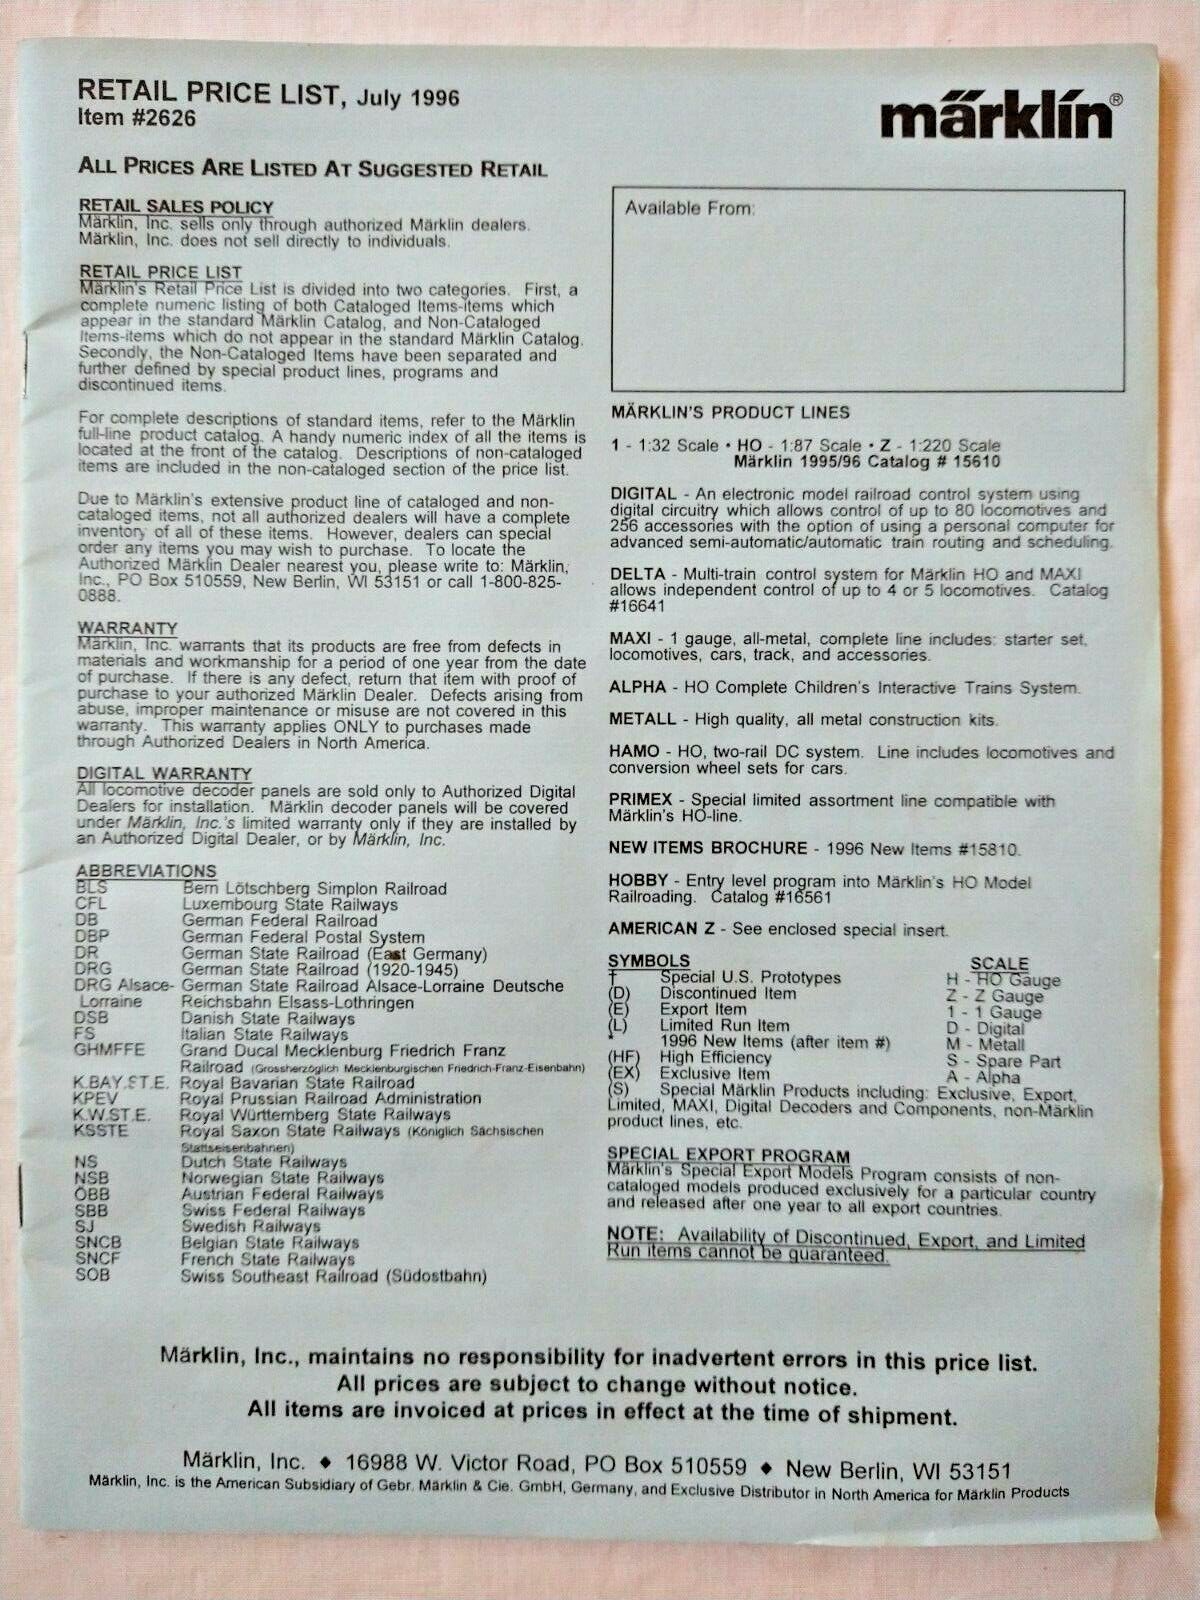 RETAIL PRICE LIST, July 1996
Item #2626
märklín®
ALL PRICES ARE LISTED AT SUGGESTED RETAIL
RETAIL SALES POLICY
Märklin, Inc. sells only through authorized Märklin dealers.
Märklin, Inc. does not sell directly to individuals.
RETAIL PRICE LIST
Märklin's Retail Price List is divided into two categories. First, a
complete numeric listing of both Cataloged Items-items which
appear in the standard Märklin Catalog, and Non-Cataloged
Items-items which do not appear in the standard Märklin Catalog.
Secondly, the Non-Cataloged Items have been separated and
further defined by special product lines, programs and
discontinued items.
For complete descriptions of standard items, refer to the Märklin
full-line product catalog. A handy numeric index of all the items is
located at the front of the catalog. Descriptions of non-cataloged
items are included in the non-cataloged section of the price list.
Due to Märklin's extensive product line of cataloged and non-
cataloged items, not all authorized dealers will have a complete
inventory of all of these items. However, dealers can special
order any items you may wish to purchase. To locate the
Authorized Märklin Dealer nearest you, please write to: Märklin,
Inc., PO Box 510559, New Berlin, WI 53151 or call 1-800-825-
0888.
WARRANTY
Märklin, Inc. warrants that its products are free from defects in
materials and workmanship for a period of one year from the date
of purchase. If there is any defect, return that item with proof of
purchase to your authorized Märklin Dealer. Defects arising from
abuse, improper maintenance or misuse are not covered in this
warranty. This warranty applies ONLY to purchases made
through Authorized Dealers in North America.
DIGITAL WARRANTY
All locomotive decoder panels are sold only to Authorized Digital
Dealers for installation. Märklin decoder panels will be covered
under Märklin, Inc.'s limited warranty only if they are installed by
an Authorized Digital Dealer, or by Märklin, Inc.
ABBREVIATIONS
BLS Bern Lötschberg Simplon Railroad
CFL Luxembourg State Railways
DB German Federal Railroad
DBP German Federal Postal System
DR German State Railroad (East Germany)
DRG German State Railroad (1920-1945)
DRG Alsace- German State Railroad Alsace-Lorraine Deutsche
Lorraine Reichsbahn Elsass-Lothringen
DSB Danish State Railways
FS Italian State Railways
GHMFFE Grand Ducal Mecklenburg Friedrich Franz
Railroad (Grossherzöglich Mecklenburgischen Friedrich-Franz-Eisenbahn)
K.BAY.ST.E. Royal Bavarian State Railroad
KPEV Royal Prussian Railroad Administration
K.W.ST.E. Royal Württemberg State Railways
KSSTE Royal Saxon State Railways (Königlich Sächsischen
Stattseisenbahnen)
NS Dutch State Railways
NSB Norwegian State Railways
ÖBB Austrian Federal Railways
SBB Swiss Federal Railways
SJ Swedish Railways
SNCB Belgian State Railways
SNCF French State Railways
SOB Swiss Southeast Railroad (Südostbahn)
Available From:
MÄRKLIN'S PRODUCT LINES
1 - 1:32 Scale • HO - 1:87 Scale • Z - 1:220 Scale
Märklin 1995/96 Catalog # 15610
DIGITAL - An electronic model railroad control system using
digital circuitry which allows control of up to 80 locomotives and
256 accessories with the option of using a personal computer for
advanced semi-automatic/automatic train routing and scheduling.
DELTA - Multi-train control system for Märklin HO and MAXI
allows independent control of up to 4 or 5 locomotives. Catalog
#16641
MAXI - 1 gauge, all-metal, complete line includes: starter set,
locomotives, cars, track, and accessories.
ALPHA - HO Complete Children's Interactive Trains System.
METALL - High quality, all metal construction kits.
HAMO - HO, two-rail DC system. Line includes locomotives and
conversion wheel sets for cars.
PRIMEX - Special limited assortment line compatible with
Märklin's HO-line.
NEW ITEMS BROCHURE - 1996 New Items #15810.
HOBBY - Entry level program into Märklin's HO Model
Railroading. Catalog #16561
AMERICAN Z - See enclosed special insert.
SYMBOLS
† Special U.S. Prototypes
(D) Discontinued Item
(E) Export Item
(L) Limited Run Item
* 1996 New Items (after item #)
(HF) High Efficiency
(EX) Exclusive Item
(S) Special Märklin Products including: Exclusive, Export,
Limited, MAXI, Digital Decoders and Components, non-Märklin
product lines, etc.
SCALE
H - HO Gauge
Z - Z Gauge
1 - 1 Gauge
D - Digital
M - Metall
S - Spare Part
A - Alpha
SPECIAL EXPORT PROGRAM
Märklin's Special Export Models Program consists of non-
cataloged models produced exclusively for a particular country
and released after one year to all export countries.
NOTE: Availability of Discontinued, Export, and Limited
Run items cannot be guaranteed.
Märklin, Inc., maintains no responsibility for inadvertent errors in this price list.
All prices are subject to change without notice.
All items are invoiced at prices in effect at the time of shipment.
Märklin, Inc. ♦ 16988 W. Victor Road, PO Box 510559 ♦ New Berlin, WI 53151
Märklin, Inc. is the American Subsidiary of Gebr. Märklin & Cie. GmbH, Germany, and Exclusive Distributor in North America for Märklin Products